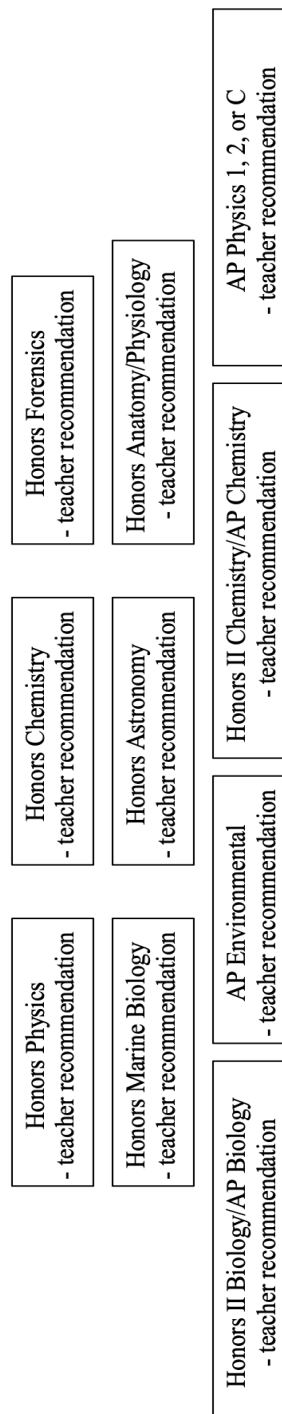 Honors Physics
- teacher recommendation
Honors Chemistry
- teacher recommendation
Honors Forensics
- teacher recommendation
Honors Marine Biology
- teacher recommendation
Honors Astronomy
- teacher recommendation
Honors Anatomy/Physiology
- teacher recommendation
Honors II Biology/AP Biology
- teacher recommendation
AP Environmental
- teacher recommendation
Honors II Chemistry/AP Chemistry
- teacher recommendation
AP Physics 1, 2, or C
- teacher recommendation